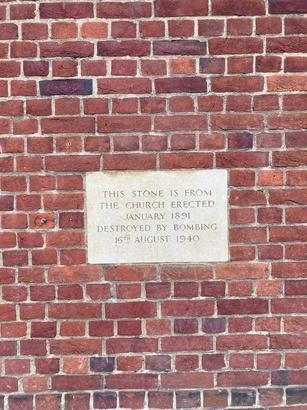 THIS STONE IS FROM
THE CHURCH ERECTED
JANUARY 1891
DESTROYED BY BOMBING
16TH AUGUST 1940